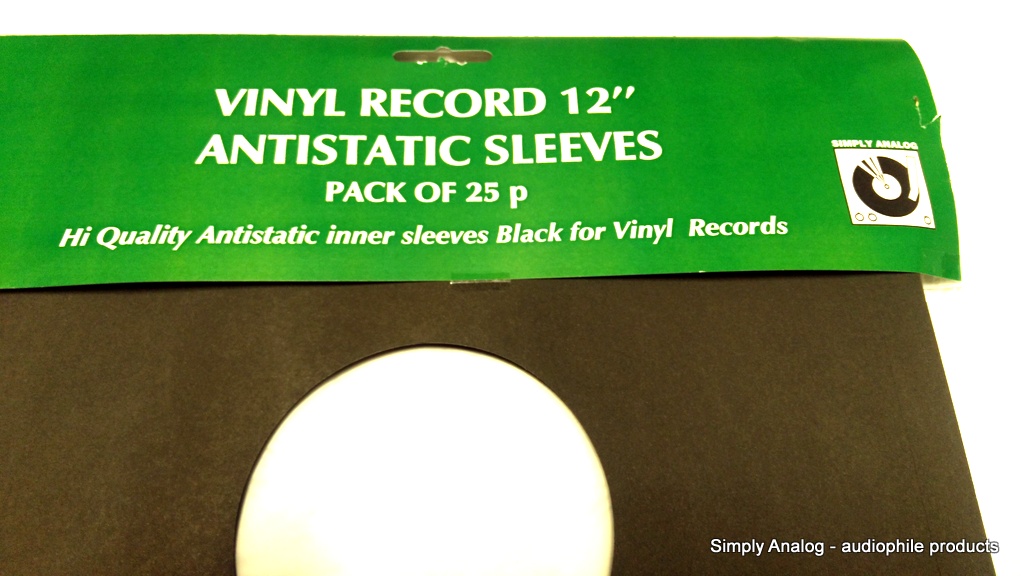 VINYL RECORD 12’’
ANTISTATIC SLEEVES
PACK OF 25 p
Hi Quality Antistatic inner sleeves Black for Vinyl Records
SIMPLY ANALOG
Simply Analog - audiophile products